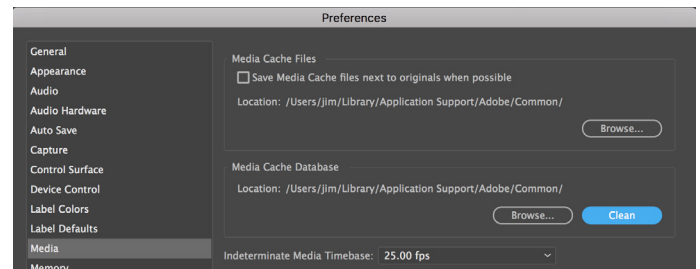 Preferences
General
Appearance
Audio
Audio Hardware
Auto Save
Capture
Control Surface
Device Control
Label Colors
Label Defaults
Media
Memory
Media Cache Files
Save Media Cache files next to originals when possible
Location: /Users/jim/Library/Application Support/Adobe/Common/
Browse...
Media Cache Database
Location: /Users/jim/Library/Application Support/Adobe/Common/
Browse... Clean
Indeterminate Media Timebase: 25.00 fps